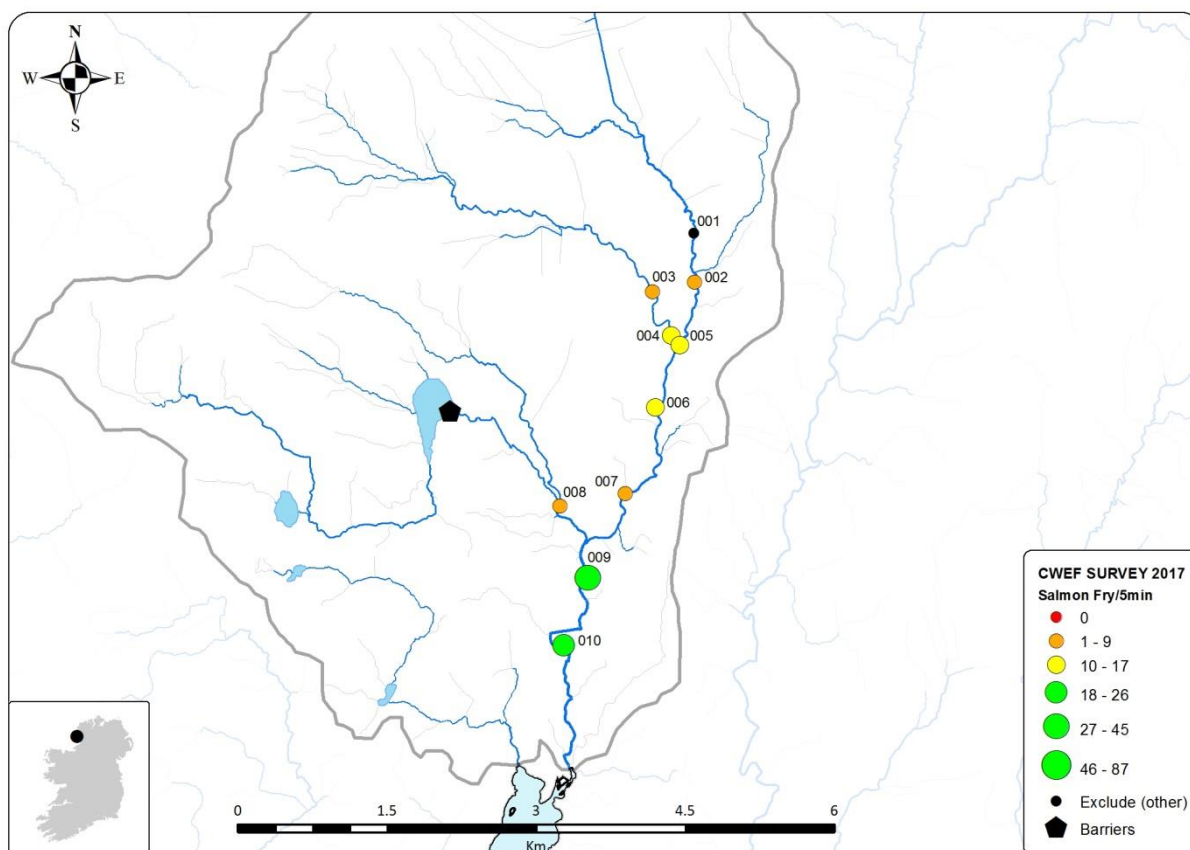 N
W E
S
001
003 002
004 005
006
007
008
009
010
CWEF SURVEY 2017
Salmon Fry/5min
0
1 - 9
10 - 17
18 - 26
27 - 45
46 - 87
Exclude (other)
Barriers
0 1.5 3 4.5 6
Km